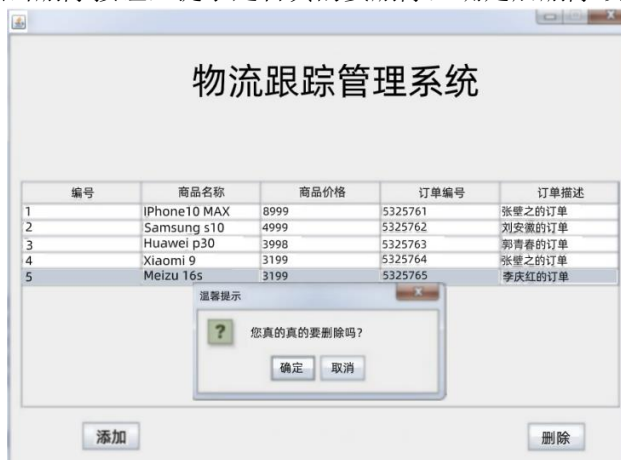 物流跟踪管理系统
编号 商品名称 商品价格 订单编号 订单描述
1 IPhone10 MAX 8999 5325761 张壁之的订单
2 Samsung s10 4999 5325762 刘安徽的订单
3 Huawei p30 3998 5325763 郭青春的订单
4 Xiaomi 9 3199 5325764 张壁之的订单
5 Meizu 16s 3199 5325765 李庆红的订单
温馨提示
您真的真的要删除吗?
确定 取消
添加 删除